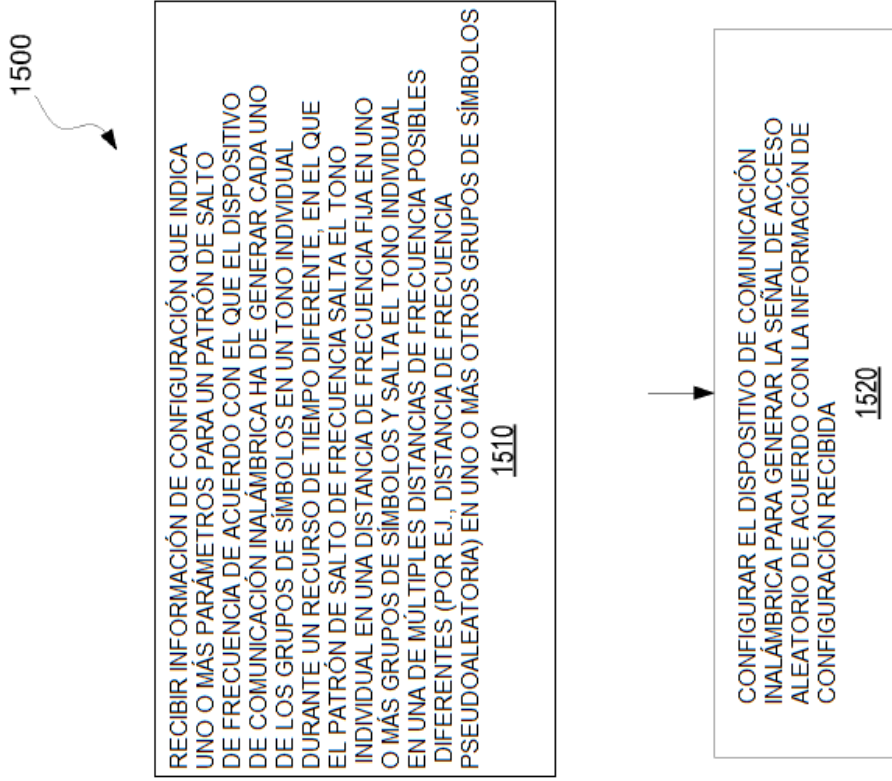 1500
RECIBIR INFORMACIÓN DE CONFIGURACIÓN QUE INDICA
UNO O MÁS PARÁMETROS PARA UN PATRÓN DE SALTO
DE FRECUENCIA DE ACUERDO CON EL QUE EL DISPOSITIVO
DE COMUNICACIÓN INALÁMBRICA HA DE GENERAR CADA UNO
DE LOS GRUPOS DE SÍMBOLOS EN UN TONO INDIVIDUAL
DURANTE UN RECURSO DE TIEMPO DIFERENTE, EN EL QUE
EL PATRÓN DE SALTO DE FRECUENCIA SALTA EL TONO
INDIVIDUAL EN UNA DISTANCIA DE FRECUENCIA FIJA EN UNO
O MÁS GRUPOS DE SÍMBOLOS Y SALTA EL TONO INDIVIDUAL
EN UNA DE MÚLTIPLES DISTANCIAS DE FRECUENCIA POSIBLES
DIFERENTES (POR EJ., DISTANCIA DE FRECUENCIA
PSEUDOALEATORIA) EN UNO O MÁS OTROS GRUPOS DE SÍMBOLOS
1510
CONFIGURAR EL DISPOSITIVO DE COMUNICACIÓN
INALÁMBRICA PARA GENERAR LA SEÑAL DE ACCESO
ALEATORIO DE ACUERDO CON LA INFORMACIÓN DE
CONFIGURACIÓN RECIBIDA
1520